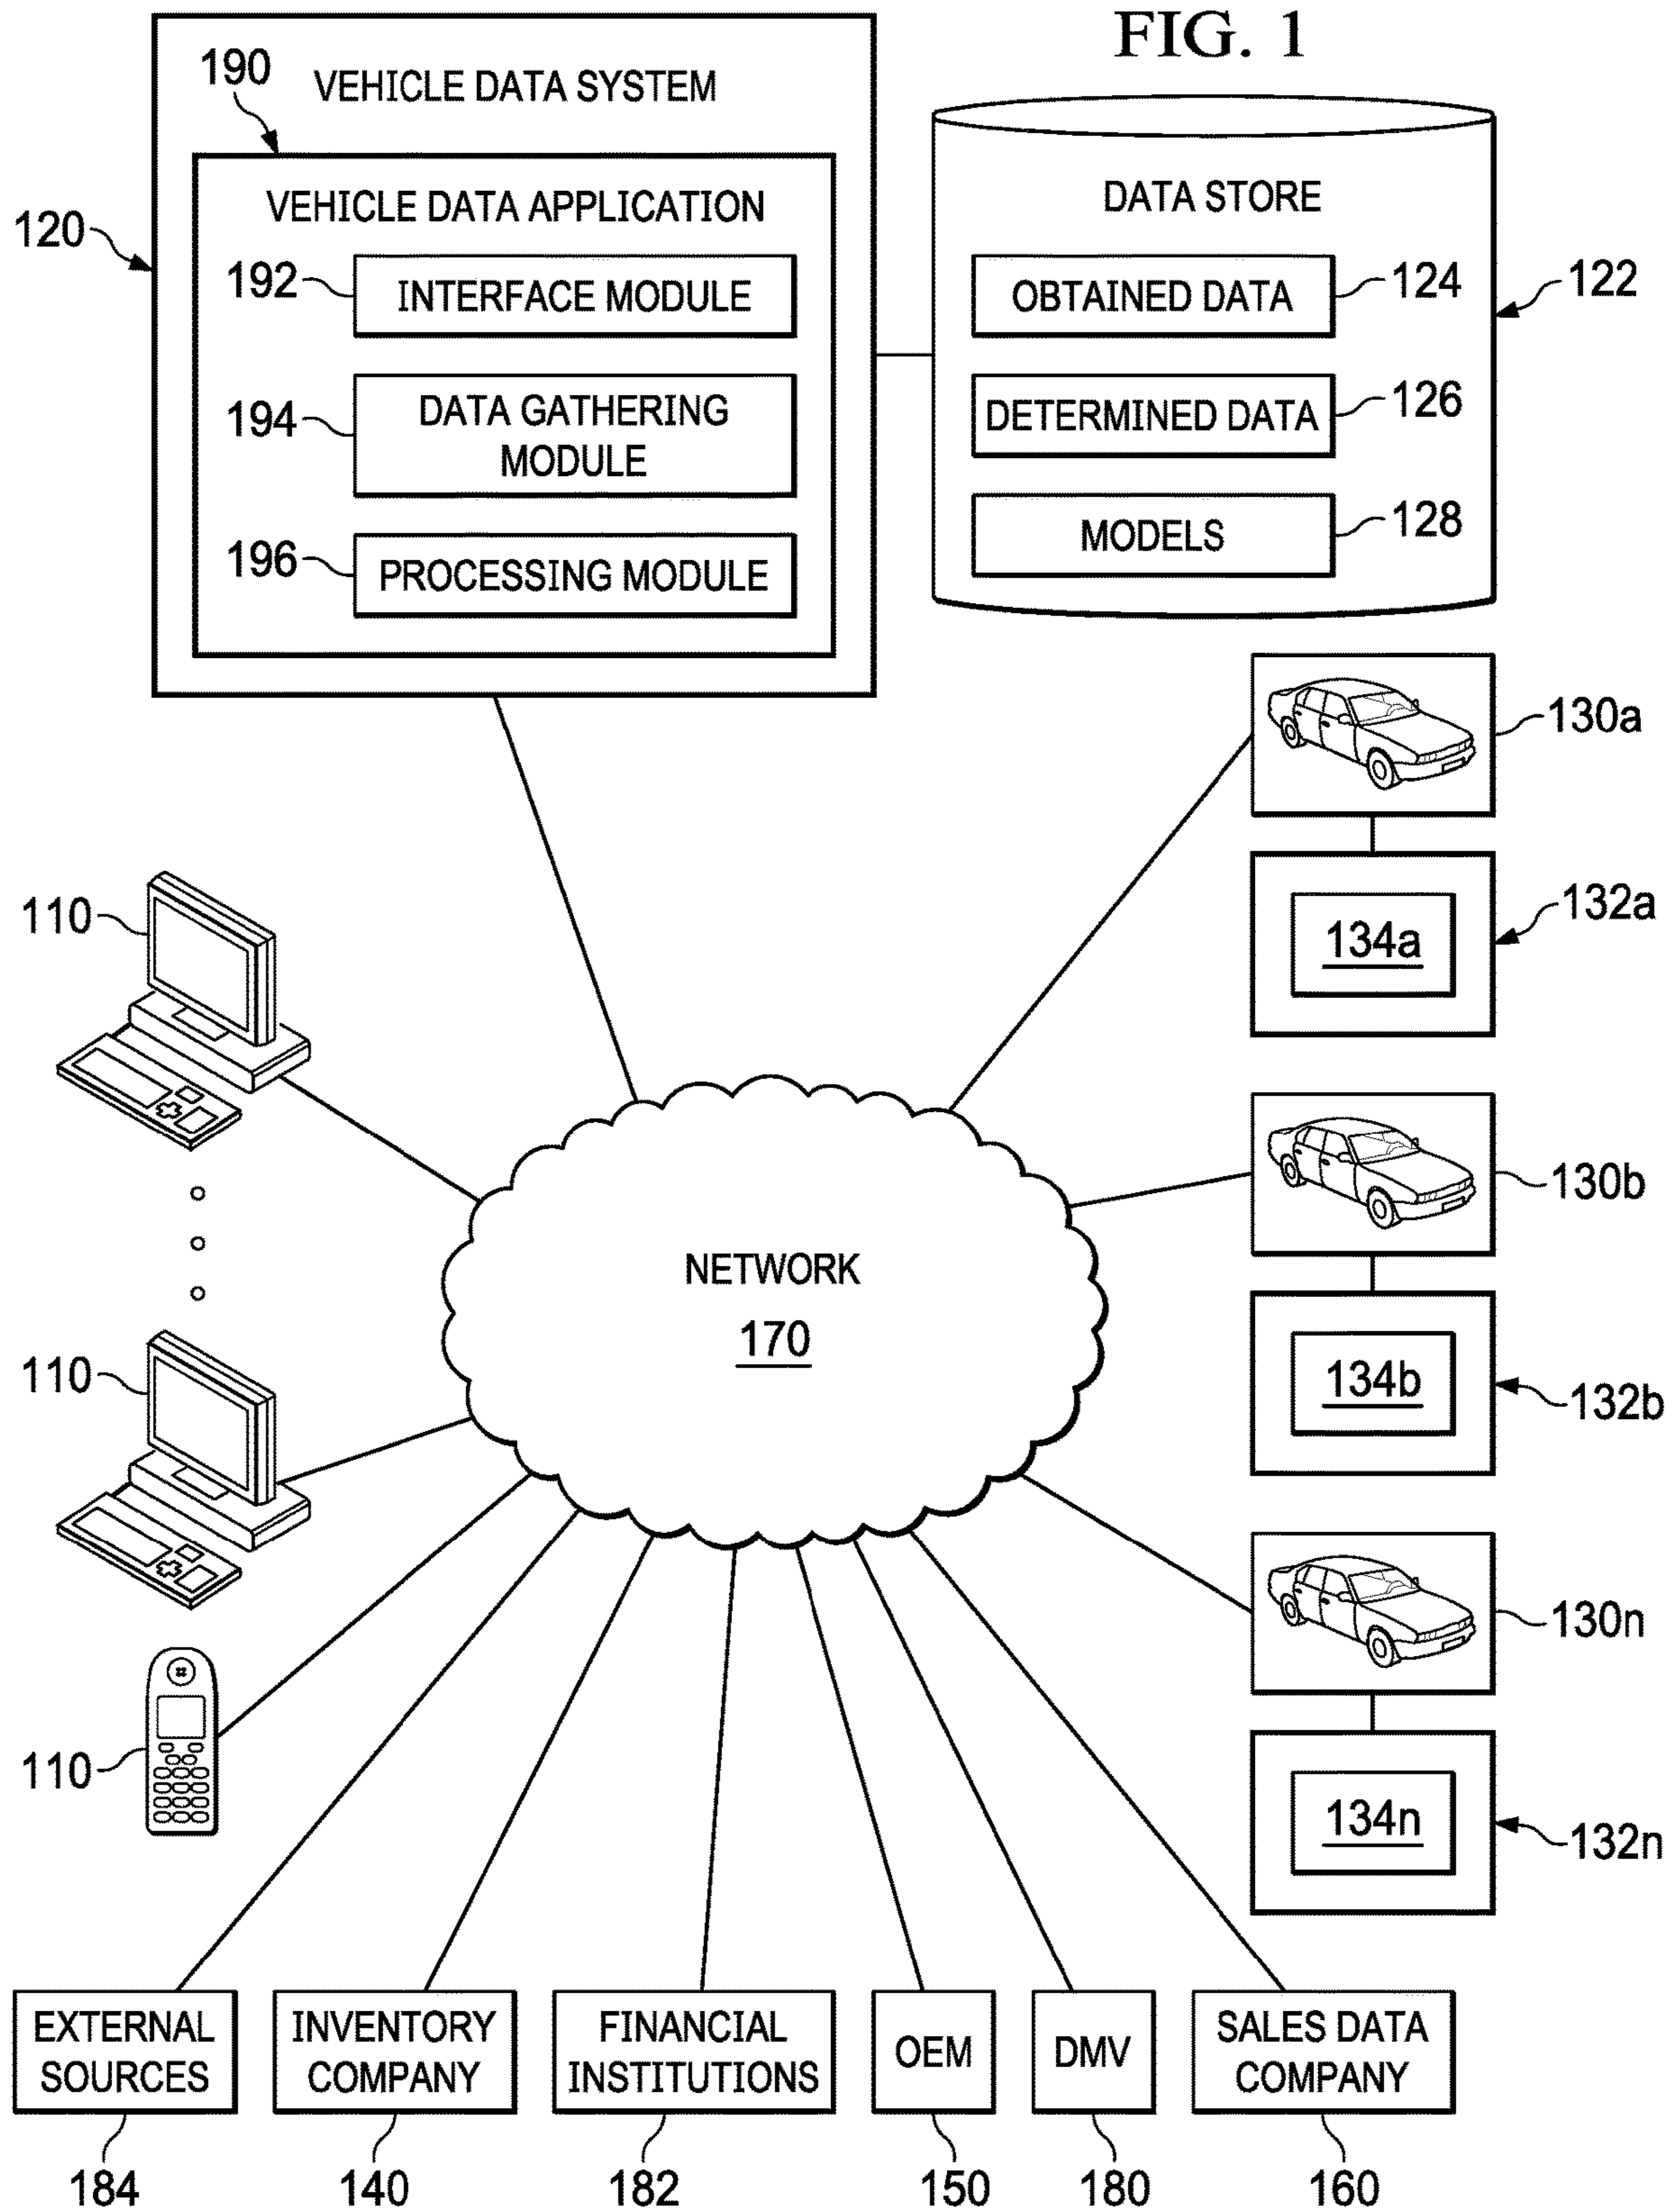 FIG. 1
190
VEHICLE DATA SYSTEM
VEHICLE DATA APPLICATION
120
192
INTERFACE MODULE
194
DATA GATHERING
MODULE
196
PROCESSING MODULE
DATA STORE
OBTAINED DATA
124
122
DETERMINED DATA
126
MODELS
128
130a
132a
134a
110
130b
NETWORK
170
110
134b
132b
130n
110
134n
132n
EXTERNAL
SOURCES
INVENTORY
COMPANY
FINANCIAL
INSTITUTIONS
OEM
DMV
SALES DATA
COMPANY
184
140
182
150
180
160